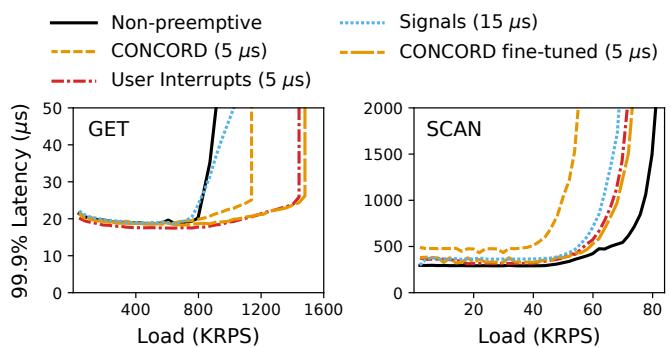 Non-preemptive
CONCORD (5 μs)
User Interrupts (5 μs)
Signals (15 μs)
CONCORD fine-tuned (5 μs)
99.9% Latency (μs)
50
40
30
20
10
0
GET
400
800
1200
1600
Load (KRPS)
2000
1500
1000
500
0
SCAN
20
40
60
80
Load (KRPS)